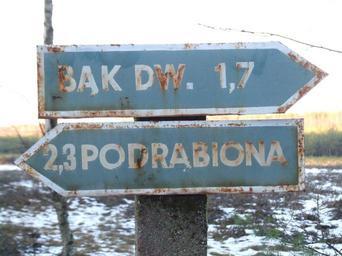 BĄK DW. 1,7
2,3 PODRĄBIONA